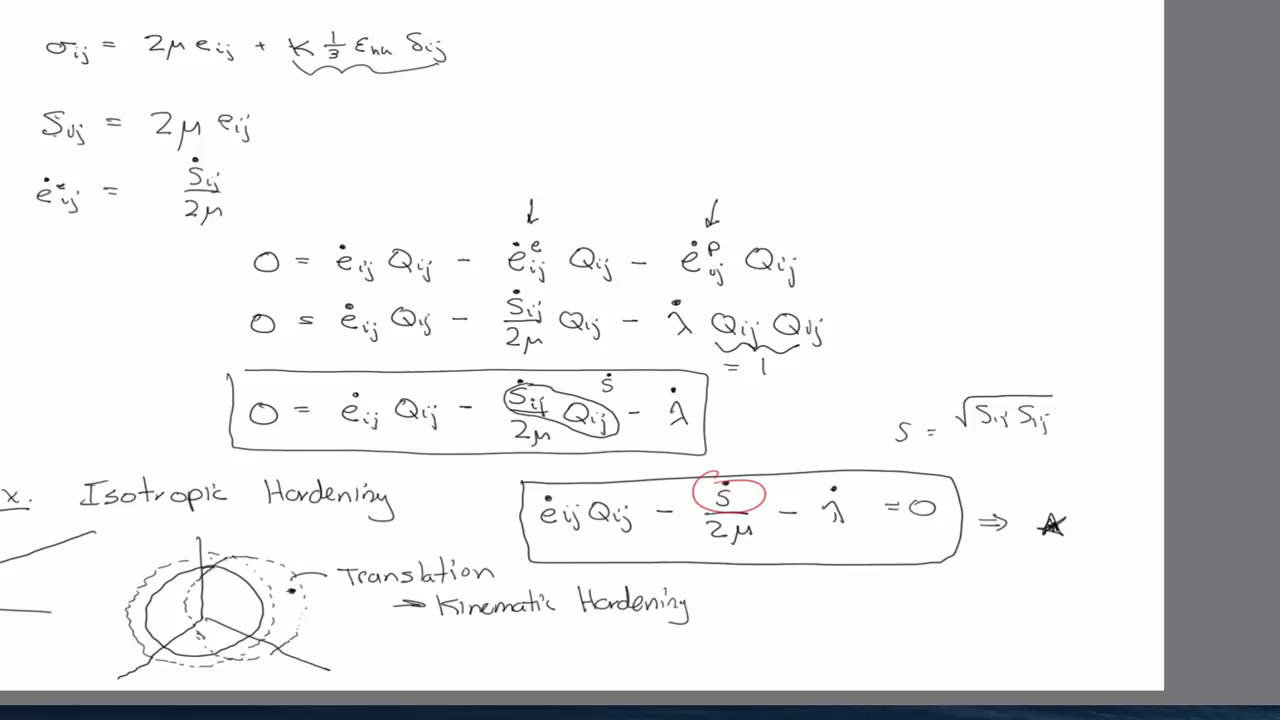 σij = 2μ eij + K 1/3 εkk δij
Sij = 2μ eij
ėᵉij = Ṡij / 2μ
0 = ėij Qij - ėᵉij Qij - ėᵖij Qij
0 = ėij Qij - Ṡij/2μ Qij - λ̇ Qij Qij
= 1
Ṡ
0 = ėij Qij - Ṡij/2μ Qij - λ̇
S = √(Sij Sij)
x. Isotropic Hardening
ėij Qij - Ṡ/2μ - λ̇ = 0 ⇒ ★
Translation
→ Kinematic Hardening